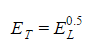 E_T = E_L^{0.5}